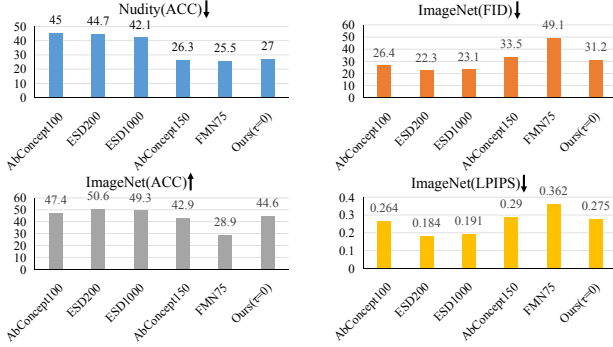 Nudity(ACC)↓
50
40
30
20
10
0
45
44.7
42.1
26.3
25.5
27
AbConcept100
ESD200
ESD1000
AbConcept150
FMN75
Ours(τ=0)
ImageNet(FID)↓
60
50
40
30
20
10
0
26.4
22.3
23.1
33.5
49.1
31.2
AbConcept100
ESD200
ESD1000
AbConcept150
FMN75
Ours(τ=0)
ImageNet(ACC)↑
60
50
40
30
20
10
0
47.4
50.6
49.3
42.9
28.9
44.6
AbConcept100
ESD200
ESD1000
AbConcept150
FMN75
Ours(τ=0)
ImageNet(LPIPS)↓
0.4
0.3
0.2
0.1
0
0.264
0.184
0.191
0.29
0.362
0.275
AbConcept100
ESD200
ESD1000
AbConcept150
FMN75
Ours(τ=0)